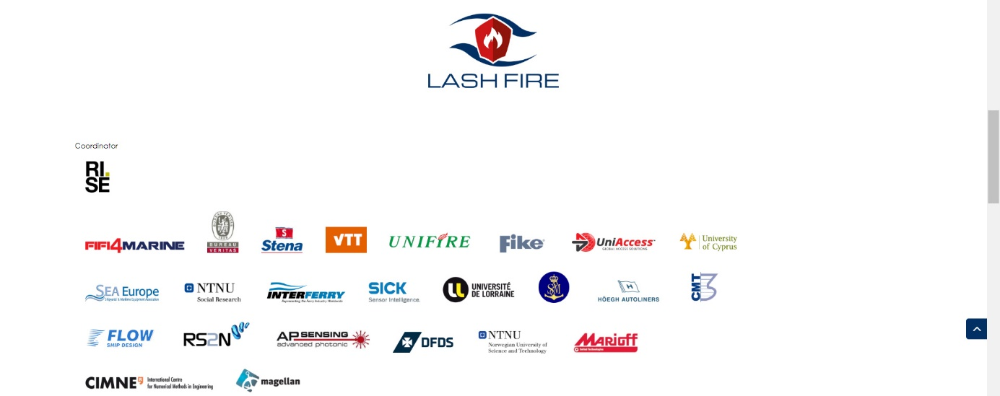 LASH FIRE
Coordinator
RI.
SE
FIFI4MARINE
BUREAU
VERITAS
S
Stena
VTT
UNIFIRE
Fike
UniAccess
GLOBAL ACCESS SOLUTIONS
University
of Cyprus
SEA Europe
Shipyards' & Maritime Equipment Association
NTNU
Social Research
INTERFERRY
Representing the Ferry Industry Worldwide
SICK
Sensor Intelligence.
UNIVERSITÉ
DE LORRAINE
H
HÖEGH AUTOLINERS
CMT
FLOW
SHIP DESIGN
RS2N
AP SENSING
advanced photonic
DFDS
NTNU
Norwegian University of
Science and Technology
Marioff
United Technologies
CIMNE
International Centre
for Numerical Methods in Engineering
magellan